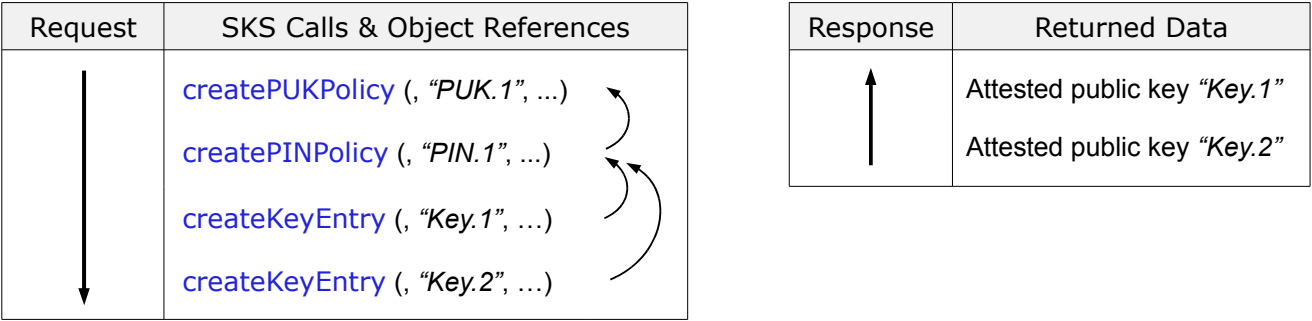 Request SKS Calls & Object References
createPUKPolicy (, “PUK.1”, ...)
createPINPolicy (, “PIN.1”, ...)
createKeyEntry (, “Key.1”, …)
createKeyEntry (, “Key.2”, …)
Response Returned Data
Attested public key “Key.1”
Attested public key “Key.2”